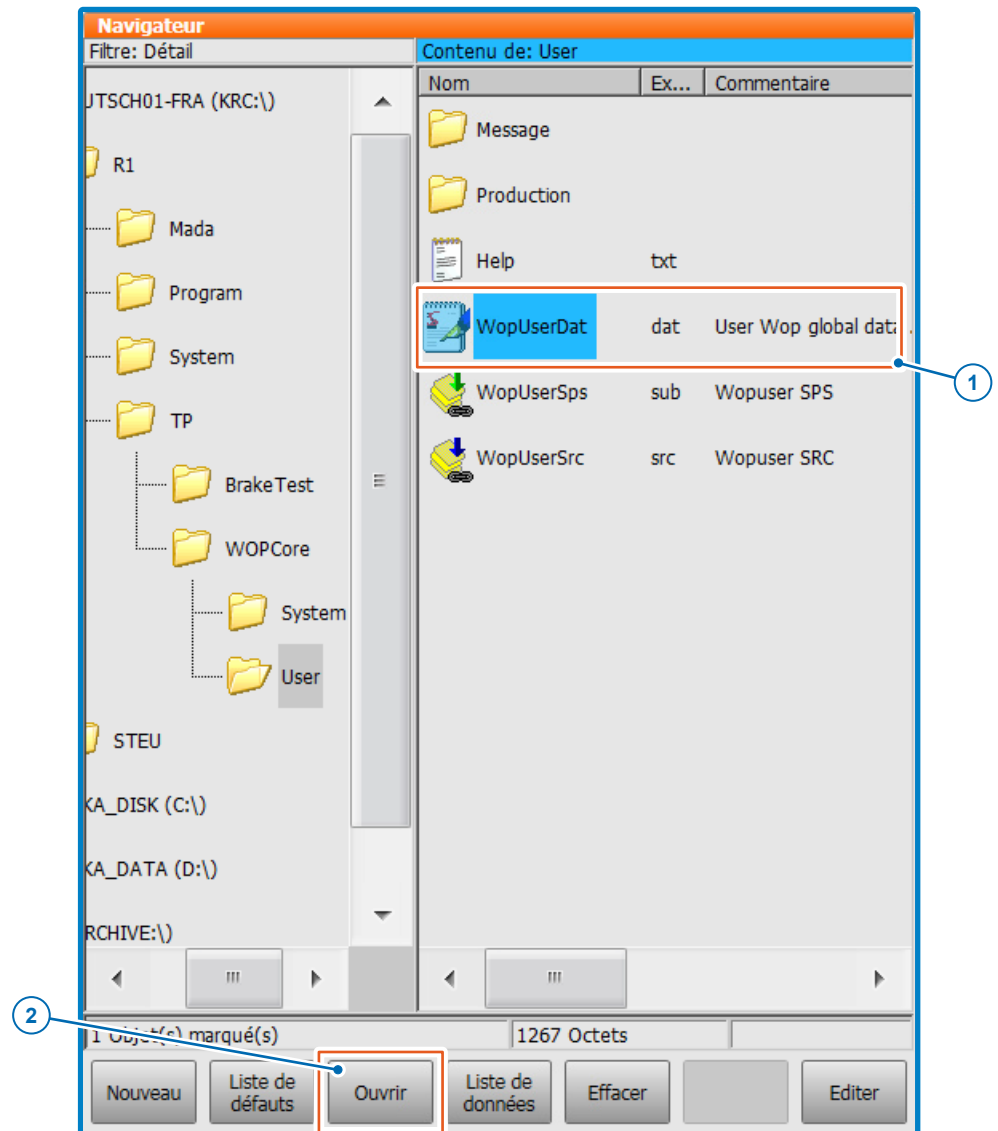 Navigateur
Filtre: Détail
Contenu de: User
Nom Ex... Commentaire
JTSCH01-FRA (KRC:\)
R1
Mada
Program
System
TP
BrakeTest
WOPCore
System
User
STEU
KA_DISK (C:\)
KA_DATA (D:\)
RCHIVE:\)
Message
Production
Help txt
WopUserDat dat User Wop global data .
WopUserSps sub Wopuser SPS
WopUserSrc src Wopuser SRC
1
2
1 Objet(s) marqué(s) 1267 Octets
Nouveau
Liste de
défauts
Ouvrir
Liste de
données
Effacer
Editer